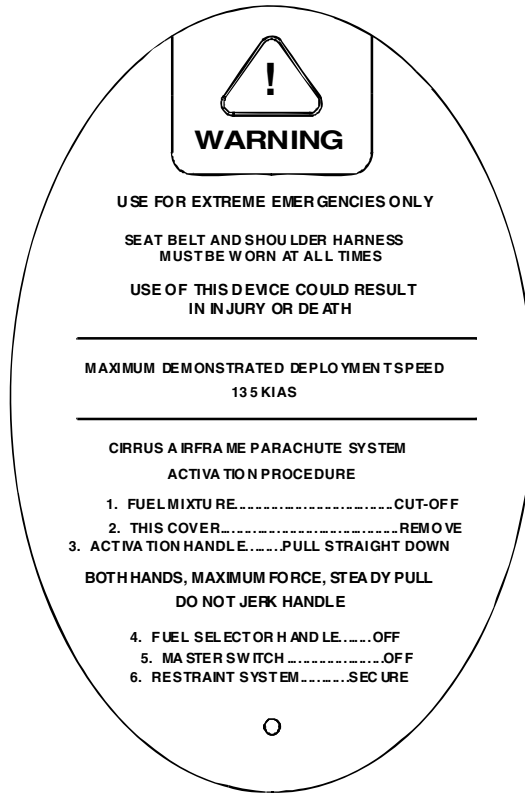 !
WARNING
USE FOR EXTREME EMERGENCIES ONLY
SEAT BELT AND SHOULDER HARNESS
MUST BE WORN AT ALL TIMES
USE OF THIS DEVICE COULD RESULT
IN INJURY OR DEATH
MAXIMUM DEMONSTRATED DEPLOYMENT SPEED
135 KIAS
CIRRUS AIRFRAME PARACHUTE SYSTEM
ACTIVATION PROCEDURE
1. FUEL MIXTURE......................................CUT-OFF
2. THIS COVER..........................................REMOVE
3. ACTIVATION HANDLE.........PULL STRAIGHT DOWN
BOTH HANDS, MAXIMUM FORCE, STEADY PULL
DO NOT JERK HANDLE
4. FUEL SELECTOR HANDLE........OFF
5. MASTER SWITCH.......................OFF
6. RESTRAINT SYSTEM............SECURE